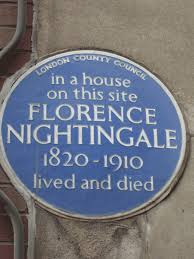 LONDON COUNTY COUNCIL
in a house
on this site
FLORENCE
NIGHTINGALE
1820-1910
lived and died